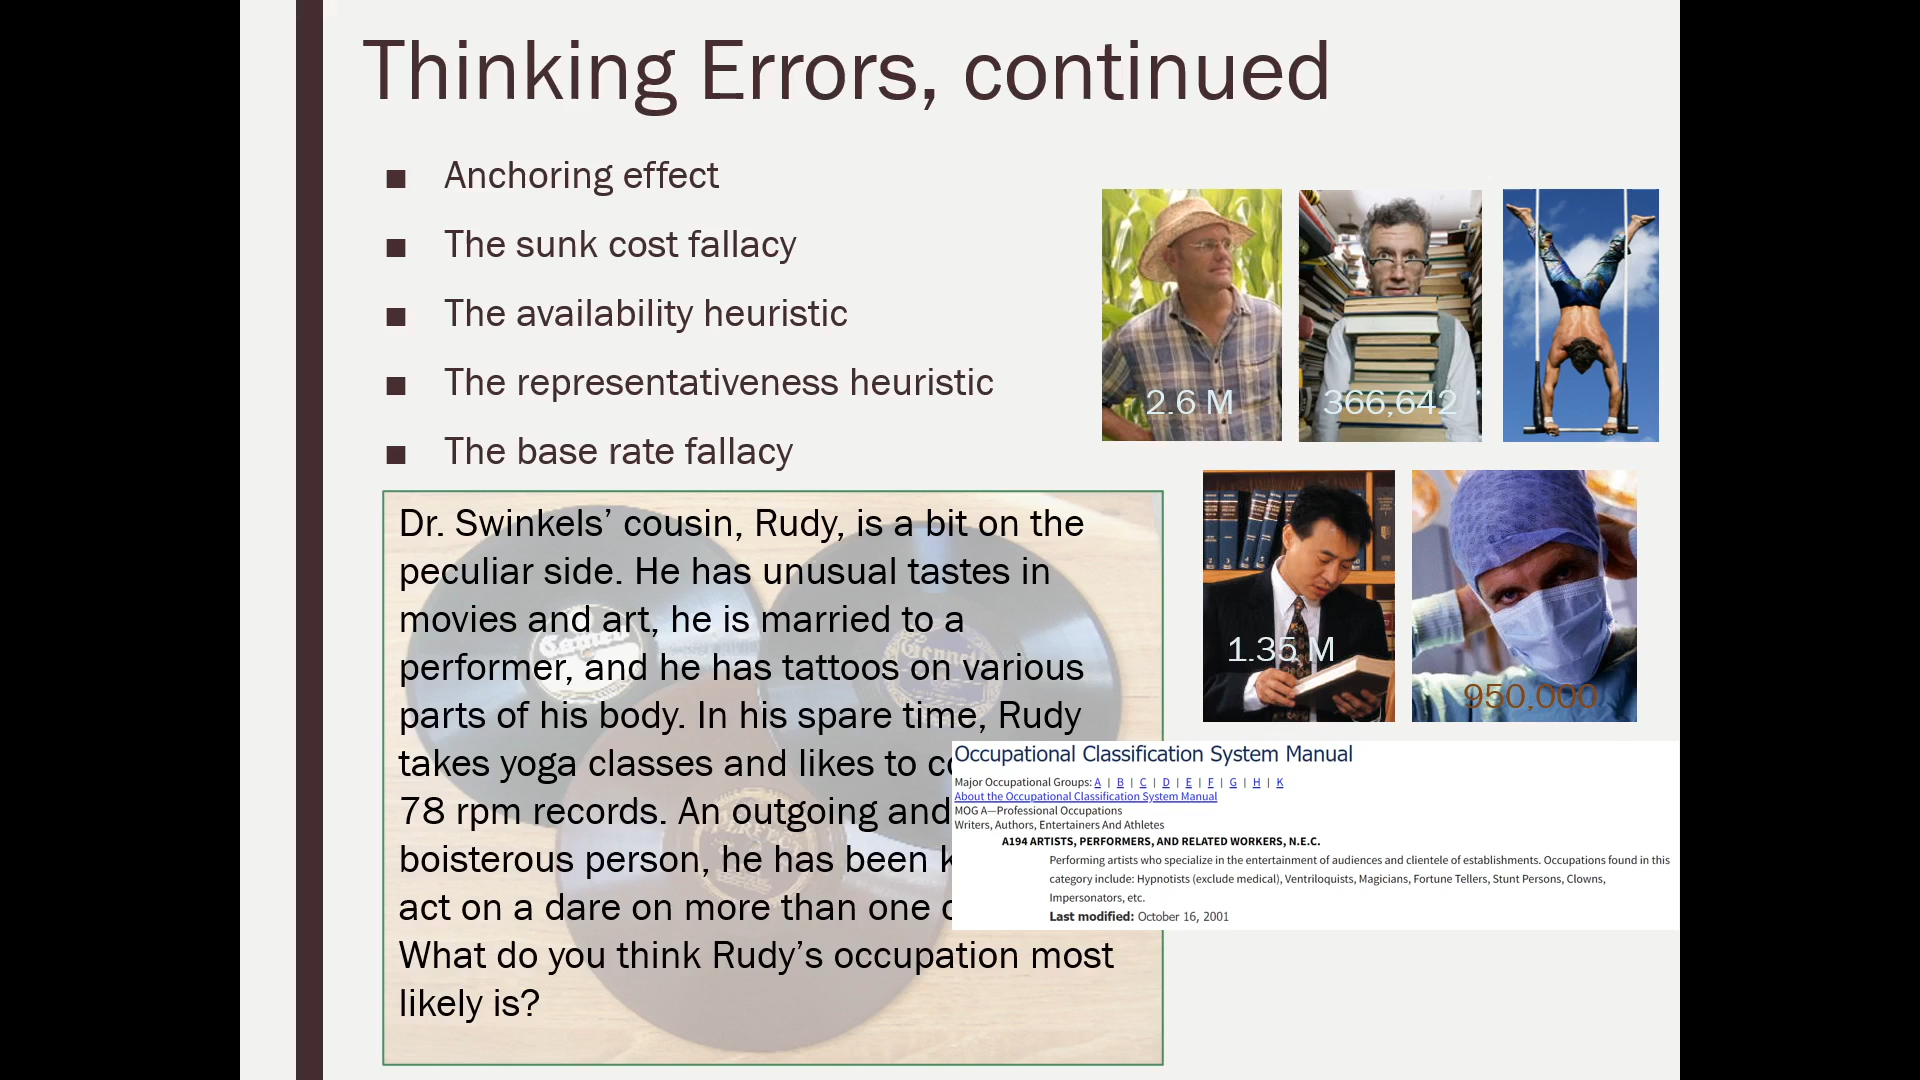 Thinking Errors, continued
Anchoring effect
The sunk cost fallacy
The availability heuristic
The representativeness heuristic
The base rate fallacy
2.6 M
366,642
1.35 M
950,000
Dr. Swinkels’ cousin, Rudy, is a bit on the
peculiar side. He has unusual tastes in
movies and art, he is married to a
performer, and he has tattoos on various
parts of his body. In his spare time, Rudy
takes yoga classes and likes to
78 rpm records. An outgoing and
boisterous person, he has been
act on a dare on more than one
What do you think Rudy’s occupation most
likely is?
Occupational Classification System Manual
Major Occupational Groups: A | B | C | D | E | F | G | H | K
About the Occupational Classification System Manual
MOG A—Professional Occupations
Writers, Authors, Entertainers And Athletes
A194 ARTISTS, PERFORMERS, AND RELATED WORKERS, N.E.C.
Performing artists who specialize in the entertainment of audiences and clientele of establishments. Occupations found in this
category include: Hypnotists (exclude medical), Ventriloquists, Magicians, Fortune Tellers, Stunt Persons, Clowns,
Impersonators, etc.
Last modified: October 16, 2001